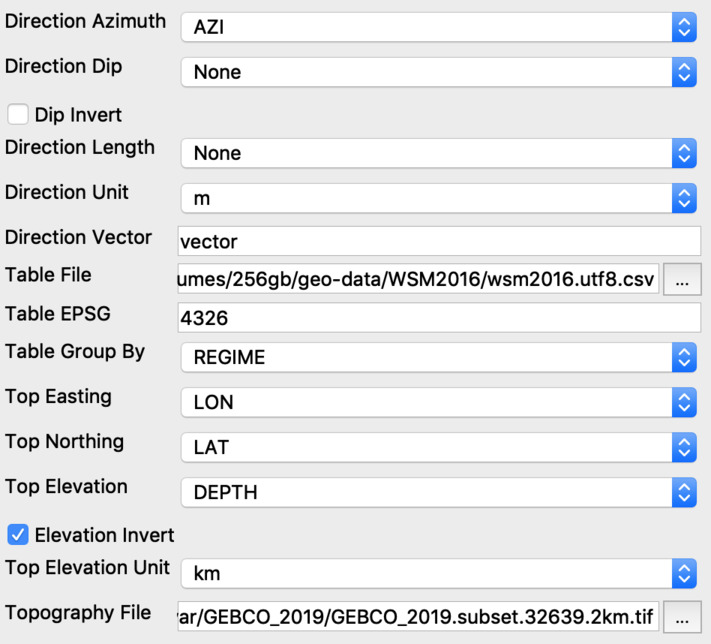 Direction Azimuth AZI
Direction Dip None
Dip Invert
Direction Length None
Direction Unit m
Direction Vector vector
Table File umes/256gb/geo-data/WSM2016/wsm2016.utf8.csv ...
Table EPSG 4326
Table Group By REGIME
Top Easting LON
Top Northing LAT
Top Elevation DEPTH
Elevation Invert
Top Elevation Unit km
Topography File ar/GEBCO_2019/GEBCO_2019.subset.32639.2km.tif ...